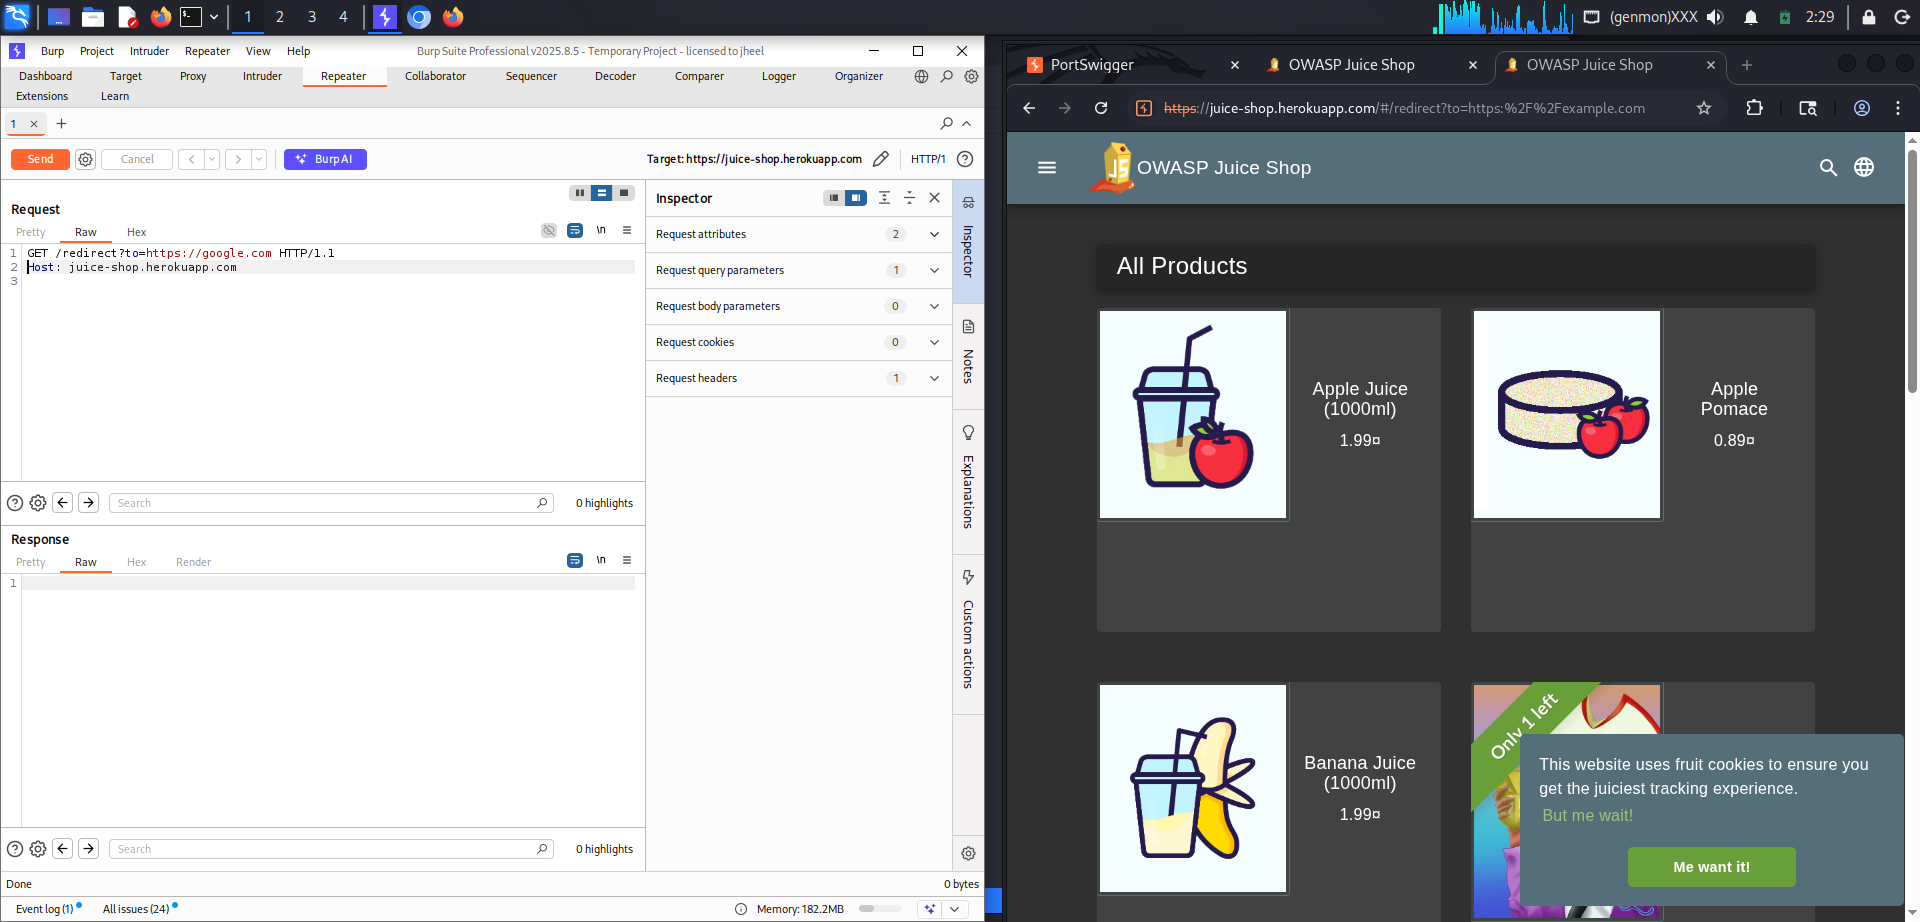 1
2
3
4
(genmon)XXX
2:29
Burp Project Intruder Repeater View Help
Burp Suite Professional v2025.8.5 - Temporary Project - licensed to jheel
Dashboard Target Proxy Intruder Repeater Collaborator Sequencer Decoder Comparer Logger Organizer
Extensions Learn
1 × +
Send
Cancel
Burp AI
Target: https://juice-shop.herokuapp.com
HTTP/1
Request
Pretty Raw Hex
\n
1 GET /redirect?to=https://google.com HTTP/1.1
2 Host: juice-shop.herokuapp.com
3
Search
0 highlights
Response
Pretty Raw Hex Render
\n
1
Search
0 highlights
Inspector
Request attributes 2
Request query parameters 1
Request body parameters 0
Request cookies 0
Request headers 1
Inspector
Notes
Explanations
Custom actions
Done
0 bytes
Event log (1)
All issues (24)
Memory: 182.2MB
PortSwigger
OWASP Juice Shop
OWASP Juice Shop
https://juice-shop.herokuapp.com/#/redirect?to=https:%2F%2Fexample.com
JS
OWASP Juice Shop
All Products
Apple Juice
(1000ml)
1.99¤
Apple
Pomace
0.89¤
Banana Juice
(1000ml)
1.99¤
Only 1 left
This website uses fruit cookies to ensure you
get the juiciest tracking experience.
But me wait!
Me want it!